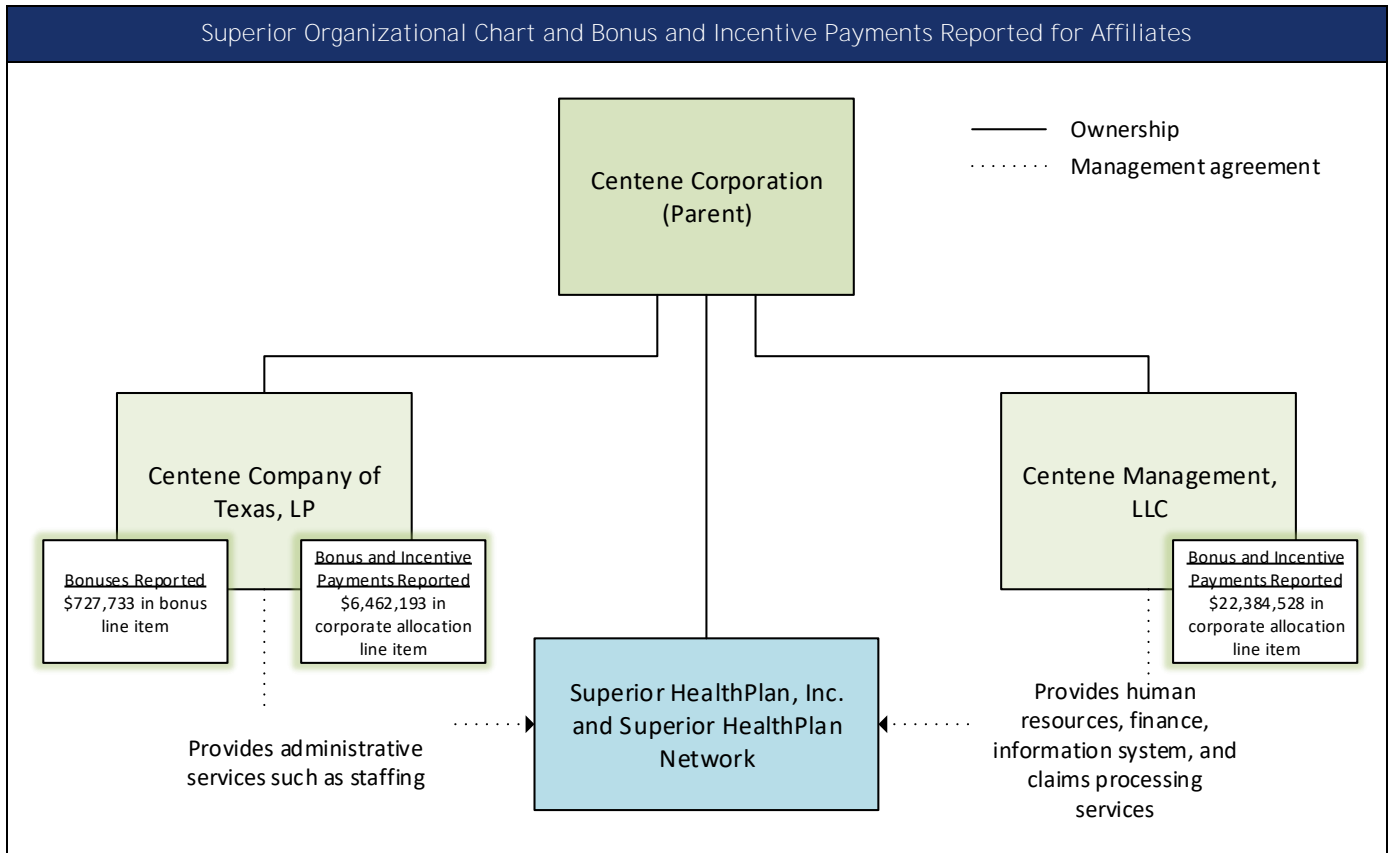 Superior Organizational Chart and Bonus and Incentive Payments Reported for Affiliates
Centene Corporation
(Parent)
Ownership
Management agreement
Centene Company of
Texas, LP
Centene Management,
LLC
Bonuses Reported
$727,733 in bonus
line item
Bonus and Incentive
Payments Reported
$6,462,193 in
corporate allocation
line item
Bonus and Incentive
Payments Reported
$22,384,528 in
corporate allocation
line item
Provides administrative
services such as staffing
Superior HealthPlan, Inc.
and Superior HealthPlan
Network
Provides human
resources, finance,
information system, and
claims processing
services